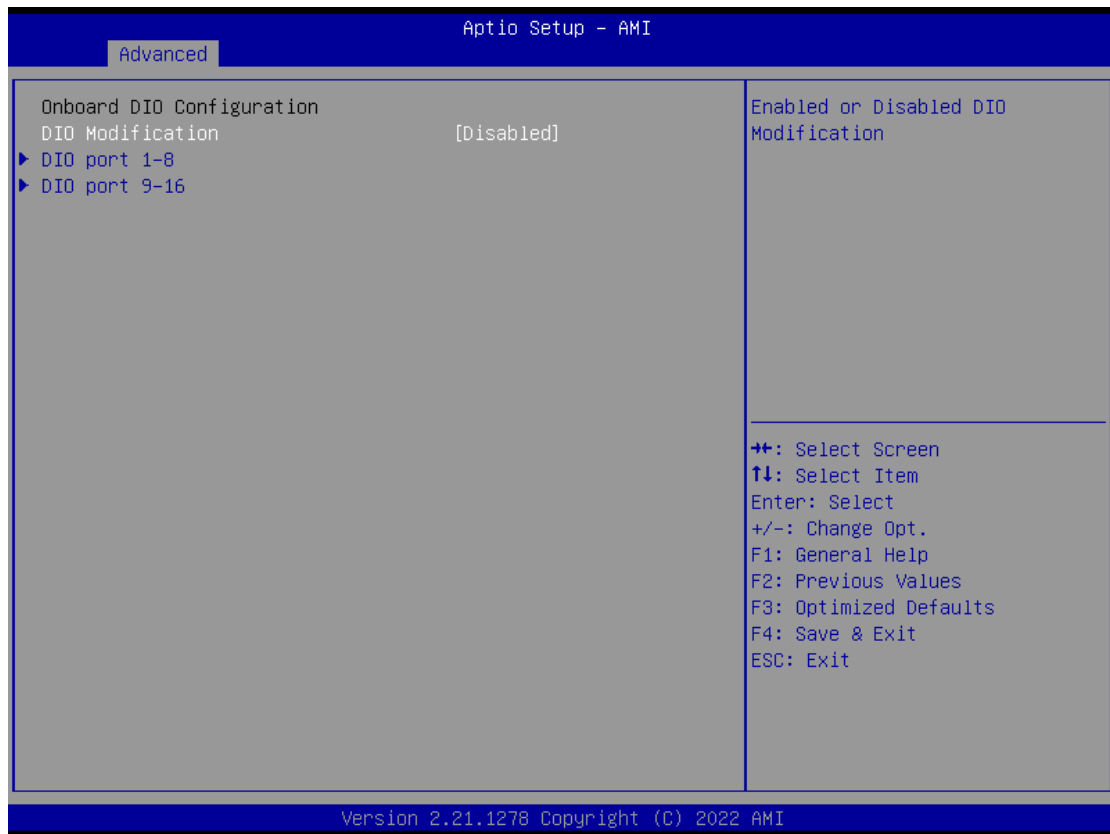 Aptio Setup – AMI
Advanced
Onboard DIO Configuration
DIO Modification [Disabled]
▶ DIO port 1-8
▶ DIO port 9-16
Enabled or Disabled DIO
Modification
→←: Select Screen
↑↓: Select Item
Enter: Select
+/-: Change Opt.
F1: General Help
F2: Previous Values
F3: Optimized Defaults
F4: Save & Exit
ESC: Exit
Version 2.21.1278 Copyright (C) 2022 AMI